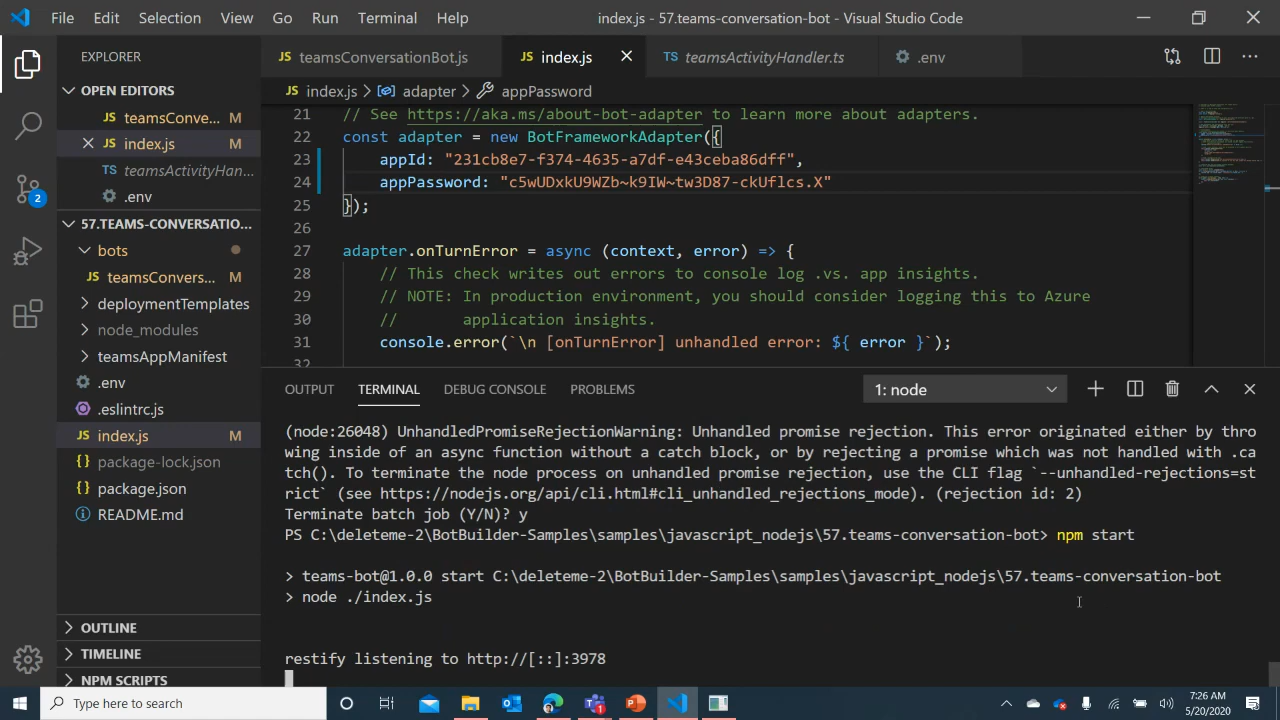 File Edit Selection View Go Run Terminal Help index.js - 57.teams-conversation-bot - Visual Studio Code
EXPLORER
OPEN EDITORS
JS teamsConve... M
JS index.js M
TS teamsActivityHan...
.env
57.TEAMS-CONVERSATIO...
bots
JS teamsConvers... M
deploymentTemplates
node_modules
teamsAppManifest
.env
.eslintrc.js
JS index.js M
{} package-lock.json
{} package.json
README.md
OUTLINE
TIMELINE
NPM SCRIPTS
2
JS teamsConversationBot.js JS index.js TS teamsActivityHandler.ts .env
JS index.js > adapter > appPassword
21 // See https://aka.ms/about-bot-adapter to learn more about adapters.
22 const adapter = new BotFrameworkAdapter({
23 appId: "231cb8e7-f374-4635-a7df-e43ceba86dff",
24 appPassword: "c5wUDxkU9WZb~k9IW~tw3D87-ckUflcs.X"
25 });
26
27 adapter.onTurnError = async (context, error) => {
28 // This check writes out errors to console log .vs. app insights.
29 // NOTE: In production environment, you should consider logging this to Azure
30 // application insights.
31 console.error(`\n [onTurnError] unhandled error: ${ error }`);
32
OUTPUT TERMINAL DEBUG CONSOLE PROBLEMS 1: node
(node:26048) UnhandledPromiseRejectionWarning: Unhandled promise rejection. This error originated either by thro
wing inside of an async function without a catch block, or by rejecting a promise which was not handled with .ca
tch(). To terminate the node process on unhandled promise rejection, use the CLI flag `--unhandled-rejections=st
rict` (see https://nodejs.org/api/cli.html#cli_unhandled_rejections_mode). (rejection id: 2)
Terminate batch job (Y/N)? y
PS C:\deleteme-2\BotBuilder-Samples\samples\javascript_nodejs\57.teams-conversation-bot> npm start
> teams-bot@1.0.0 start C:\deleteme-2\BotBuilder-Samples\samples\javascript_nodejs\57.teams-conversation-bot
> node ./index.js
restify listening to http://[::]:3978
Type here to search
7:26 AM
5/20/2020